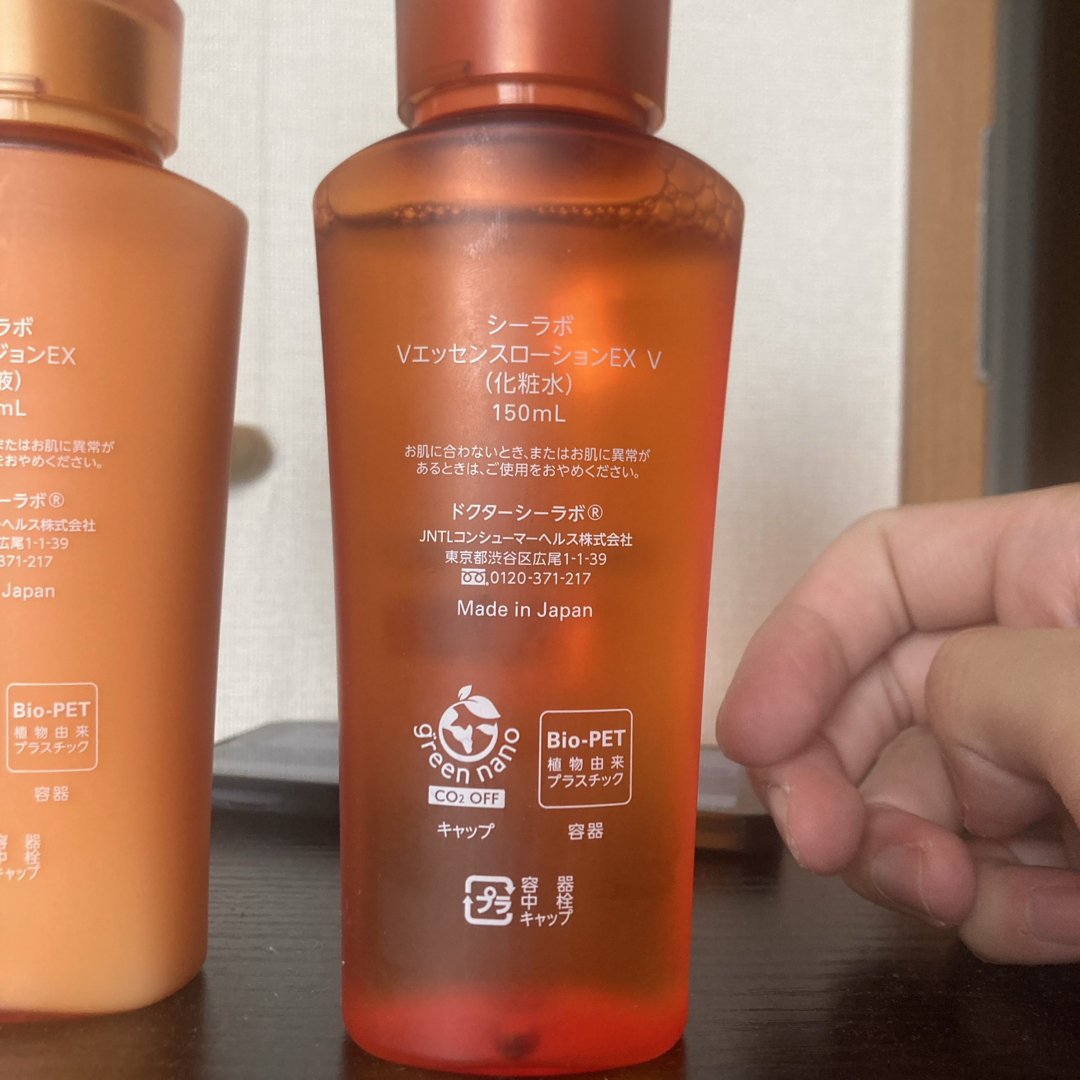 ラボ
ジョンEX
液）
mL
たはお肌に異常が
をおやめください。
ーラボ®
ーヘルス株式会社
広尾1-1-39
371-217
Japan
Bio-PET
植物由来
プラスチック
容器
容 器
中 栓
キャップ
シーラボ
VエッセンスローションEX V
（化粧水）
150mL
お肌に合わないとき、またはお肌に異常が
あるときは、ご使用をおやめください。
ドクターシーラボ®
JNTLコンシューマーヘルス株式会社
東京都渋谷区広尾1-1-39
0120-371-217
Made in Japan
green nano
CO₂ OFF
キャップ
Bio-PET
植物由来
プラスチック
容器
プラ
容 器
中 栓
キャップ